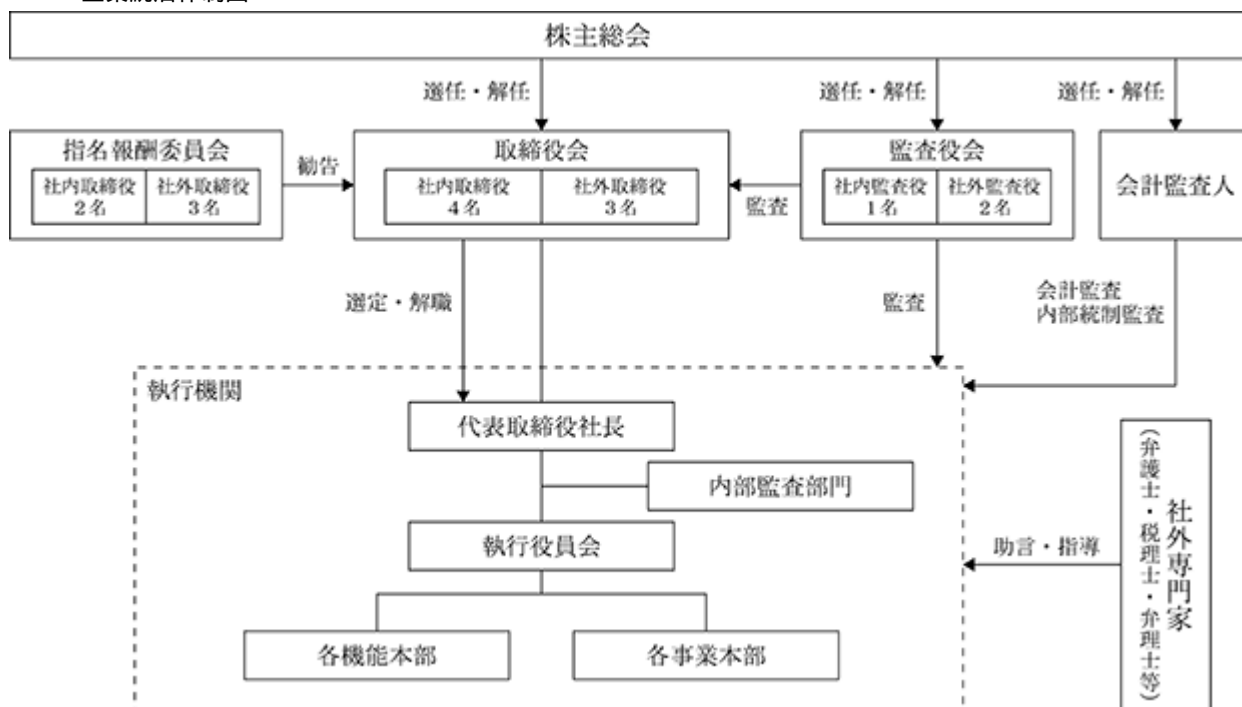 株主総会
選任・解任
選任・解任
選任・解任
指名報酬委員会
社内取締役
2名
社外取締役
3名
勧告
取締役会
社内取締役
4名
社外取締役
3名
監査
監査役会
社内監査役
1名
社外監査役
2名
会計監査人
選定・解職
監査
会計監査
内部統制監査
執行機関
代表取締役社長
内部監査部門
執行役員会
各機能本部
各事業本部
助言・指導
社外専門家
(弁護士・税理士・弁理士等)